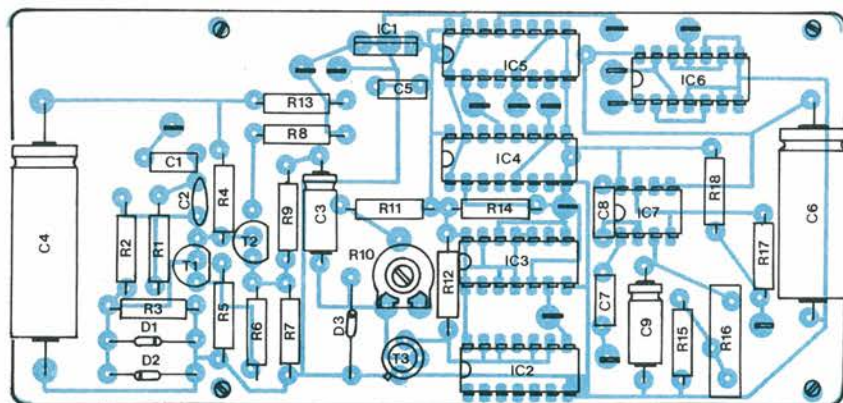 IC1
IC5
IC6
C5
R13
R8
IC4
C1
R4
R18
C4
C2
R9
C3
R11
R14
C8
IC7
C6
R2
R1
T2
R10
R17
T1
R12
IC3
R3
R5
R6
R7
D3
C7
C9
R15
R16
D1
T3
D2
IC2